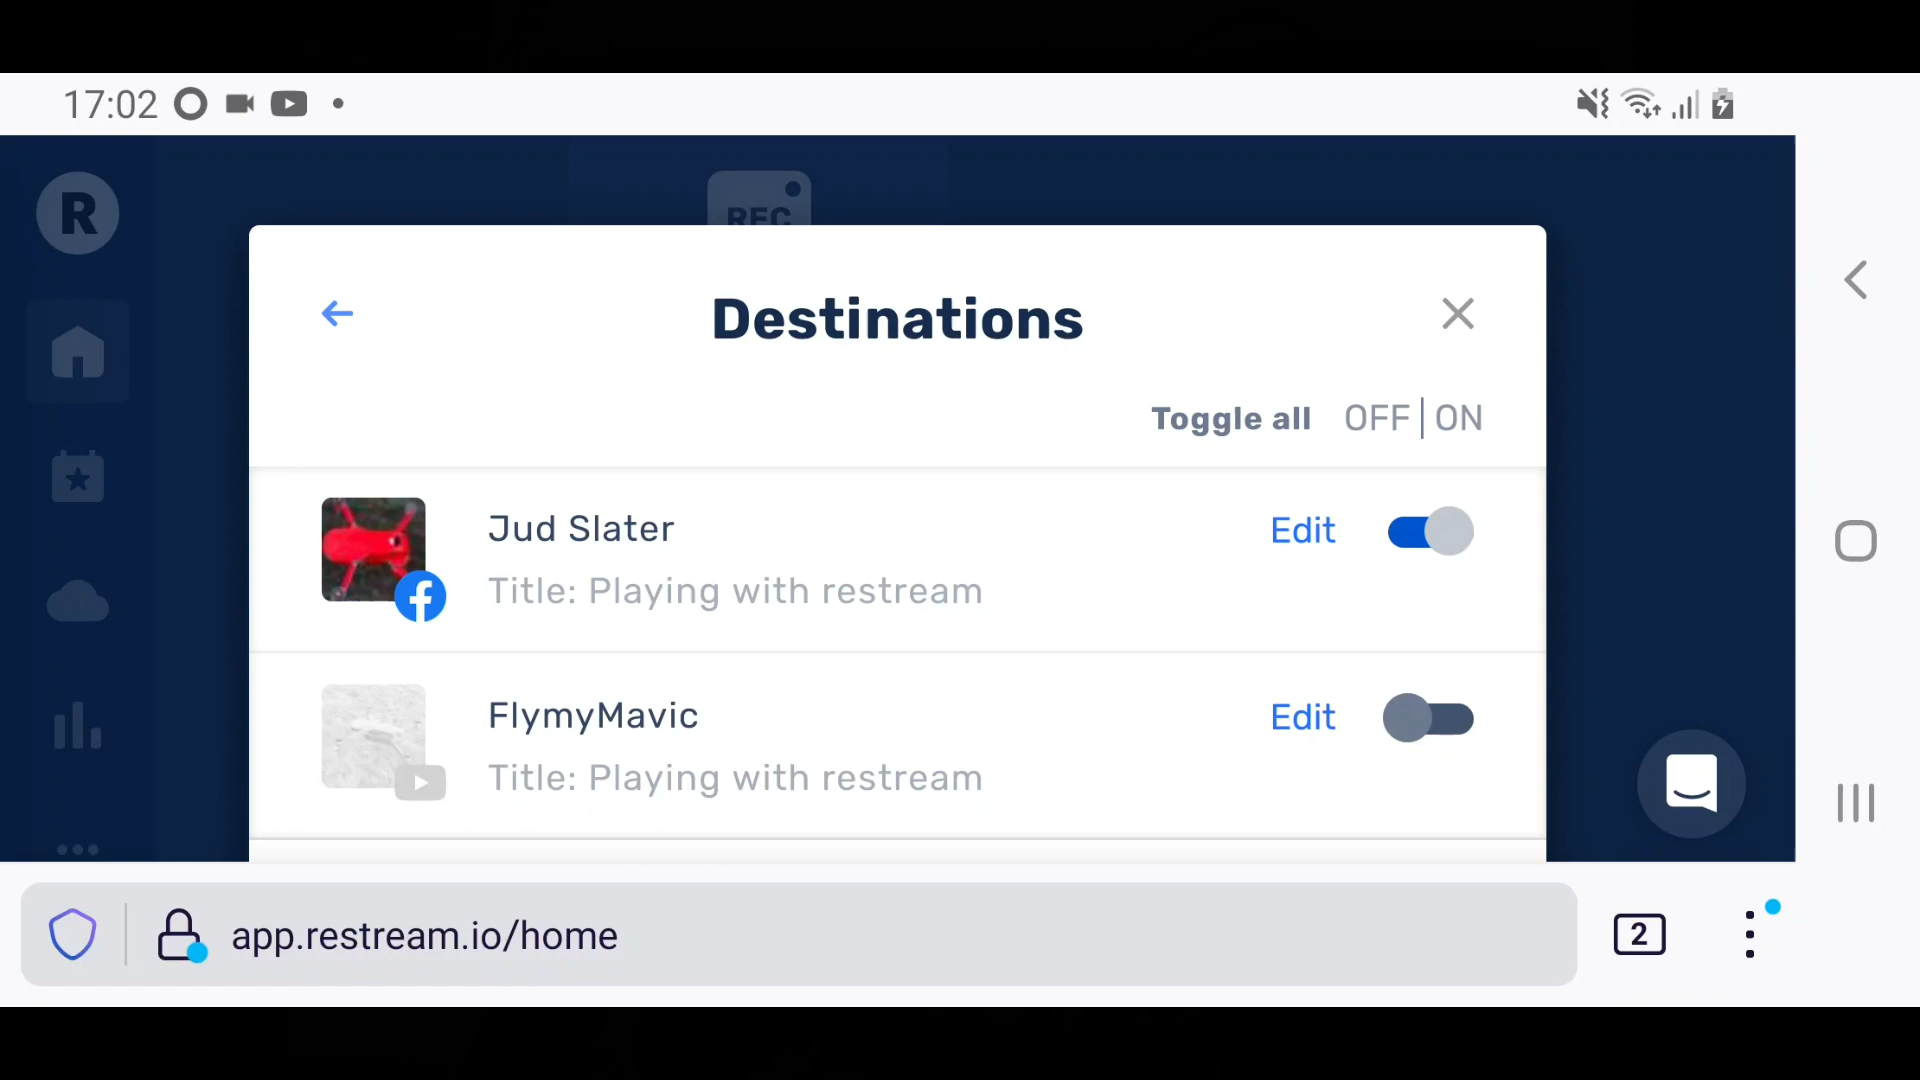 17:02
R
REC
Destinations
Toggle all OFF | ON
Jud Slater
Edit
Title: Playing with restream
FlymyMavic
Edit
Title: Playing with restream
app.restream.io/home
2